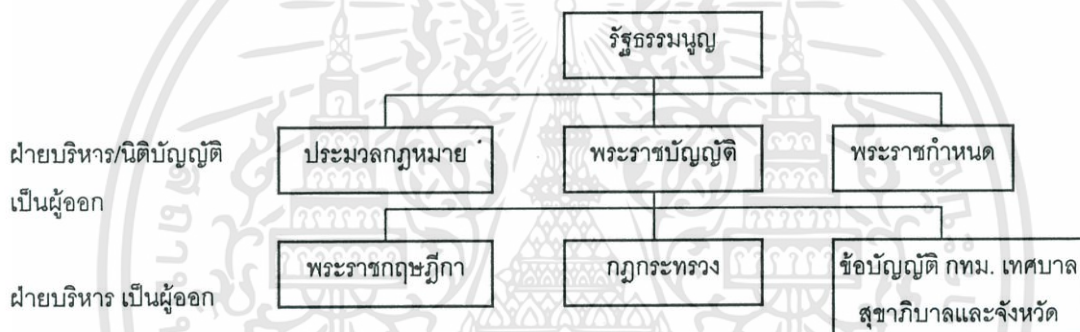 รัฐธรรมนูญ
ฝ่ายบริหาร/นิติบัญญัติ
เป็นผู้ออก
ประมวลกฎหมาย
พระราชบัญญัติ
พระราชกำหนด
ฝ่ายบริหาร เป็นผู้ออก
พระราชกฤษฎีกา
กฎกระทรวง
ข้อบัญญัติ กทม. เทศบาล
สุขาภิบาลและจังหวัด